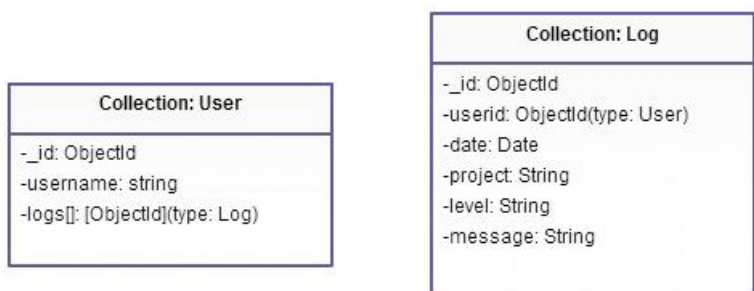 Collection: User
-_id: ObjectId
-username: string
-logs[]: [ObjectId](type: Log)
Collection: Log
-_id: ObjectId
-userid: ObjectId(type: User)
-date: Date
-project: String
-level: String
-message: String